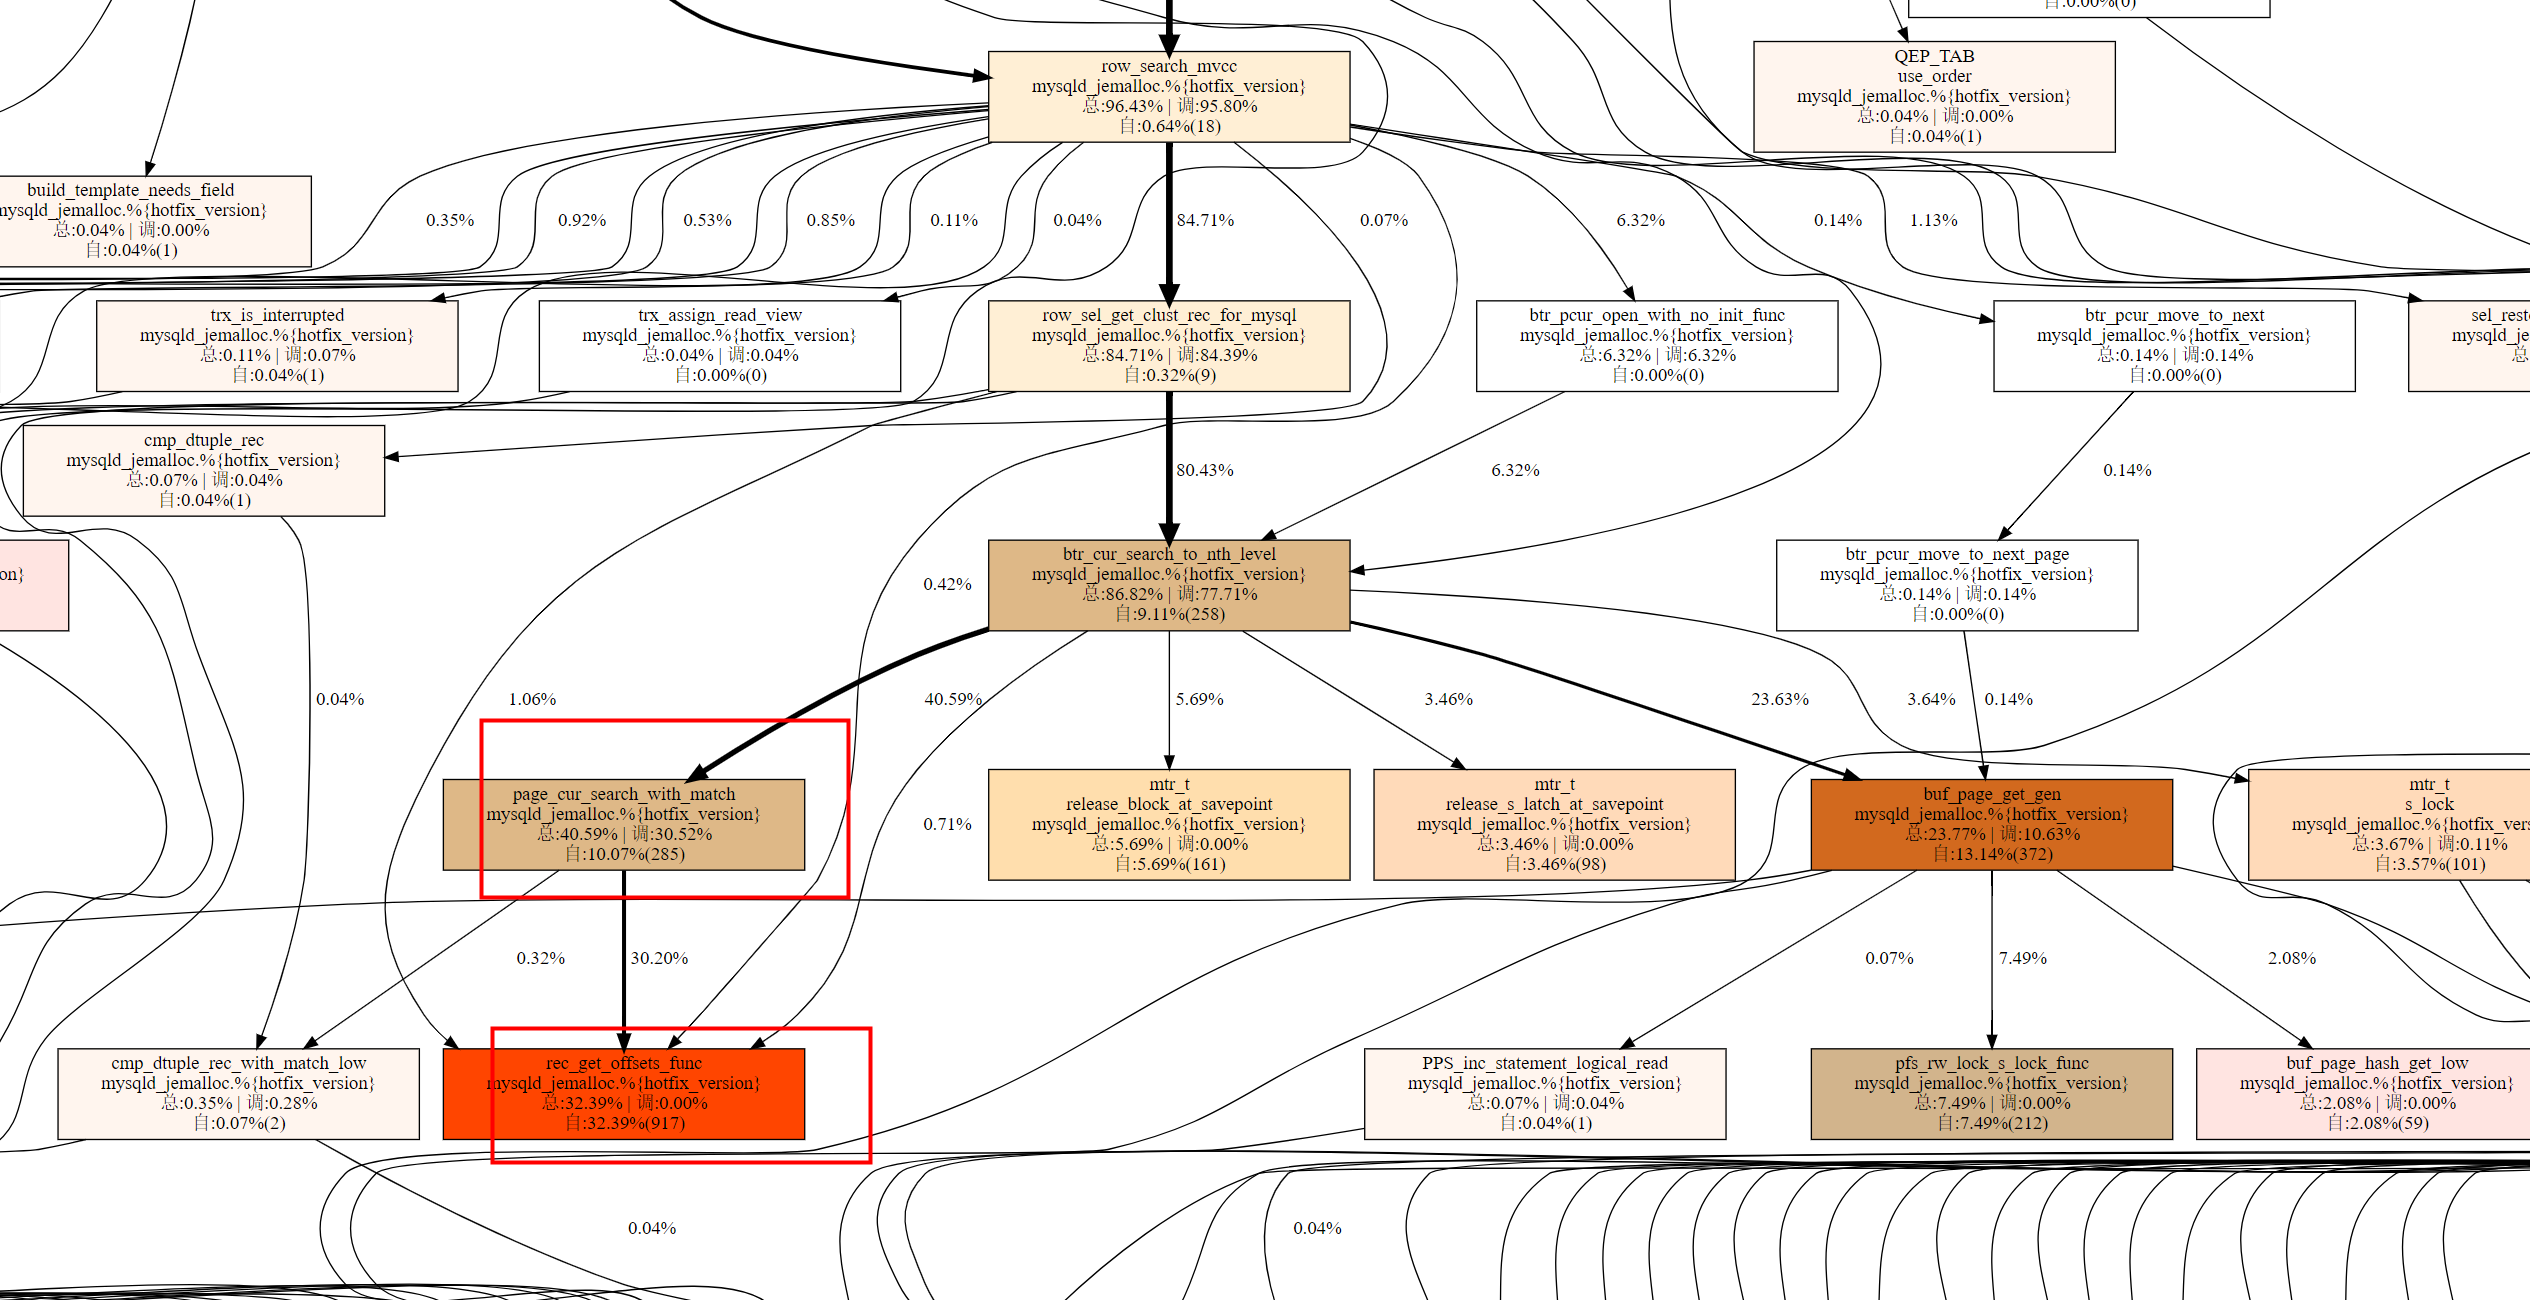 自:0.00%(0)
row_search_mvcc
mysqld_jemalloc.%{hotfix_version}
总:96.43% | 调:95.80%
自:0.64%(18)
QEP_TAB
use_order
mysqld_jemalloc.%{hotfix_version}
总:0.04% | 调:0.00%
自:0.04%(1)
build_template_needs_field
mysqld_jemalloc.%{hotfix_version}
总:0.04% | 调:0.00%
自:0.04%(1)
0.35%
0.92%
0.53%
0.85%
0.11%
0.04%
84.71%
0.07%
6.32%
0.14%
1.13%
trx_is_interrupted
mysqld_jemalloc.%{hotfix_version}
总:0.11% | 调:0.07%
自:0.04%(1)
trx_assign_read_view
mysqld_jemalloc.%{hotfix_version}
总:0.04% | 调:0.04%
自:0.00%(0)
row_sel_get_clust_rec_for_mysql
mysqld_jemalloc.%{hotfix_version}
总:84.71% | 调:84.39%
自:0.32%(9)
btr_pcur_open_with_no_init_func
mysqld_jemalloc.%{hotfix_version}
总:6.32% | 调:6.32%
自:0.00%(0)
btr_pcur_move_to_next
mysqld_jemalloc.%{hotfix_version}
总:0.14% | 调:0.14%
自:0.00%(0)
sel_resto
mysqld_je
总
自
cmp_dtuple_rec
mysqld_jemalloc.%{hotfix_version}
总:0.07% | 调:0.04%
自:0.04%(1)
80.43%
6.32%
0.14%
on}
btr_cur_search_to_nth_level
mysqld_jemalloc.%{hotfix_version}
总:86.82% | 调:77.71%
自:9.11%(258)
btr_pcur_move_to_next_page
mysqld_jemalloc.%{hotfix_version}
总:0.14% | 调:0.14%
自:0.00%(0)
0.42%
0.04%
1.06%
40.59%
5.69%
3.46%
23.63%
3.64%
0.14%
page_cur_search_with_match
mysqld_jemalloc.%{hotfix_version}
总:40.59% | 调:30.52%
自:10.07%(285)
0.71%
mtr_t
release_block_at_savepoint
mysqld_jemalloc.%{hotfix_version}
总:5.69% | 调:0.00%
自:5.69%(161)
mtr_t
release_s_latch_at_savepoint
mysqld_jemalloc.%{hotfix_version}
总:3.46% | 调:0.00%
自:3.46%(98)
buf_page_get_gen
mysqld_jemalloc.%{hotfix_version}
总:23.77% | 调:10.63%
自:13.14%(372)
mtr_t
s_lock
mysqld_jemalloc.%{hotfix_vers
总:3.67% | 调:0.11%
自:3.57%(101)
0.32%
30.20%
0.07%
7.49%
2.08%
cmp_dtuple_rec_with_match_low
mysqld_jemalloc.%{hotfix_version}
总:0.35% | 调:0.28%
自:0.07%(2)
rec_get_offsets_func
mysqld_jemalloc.%{hotfix_version}
总:32.39% | 调:0.00%
自:32.39%(917)
PPS_inc_statement_logical_read
mysqld_jemalloc.%{hotfix_version}
总:0.07% | 调:0.04%
自:0.04%(1)
pfs_rw_lock_s_lock_func
mysqld_jemalloc.%{hotfix_version}
总:7.49% | 调:0.00%
自:7.49%(212)
buf_page_hash_get_low
mysqld_jemalloc.%{hotfix_version}
总:2.08% | 调:0.00%
自:2.08%(59)
0.04%
0.04%